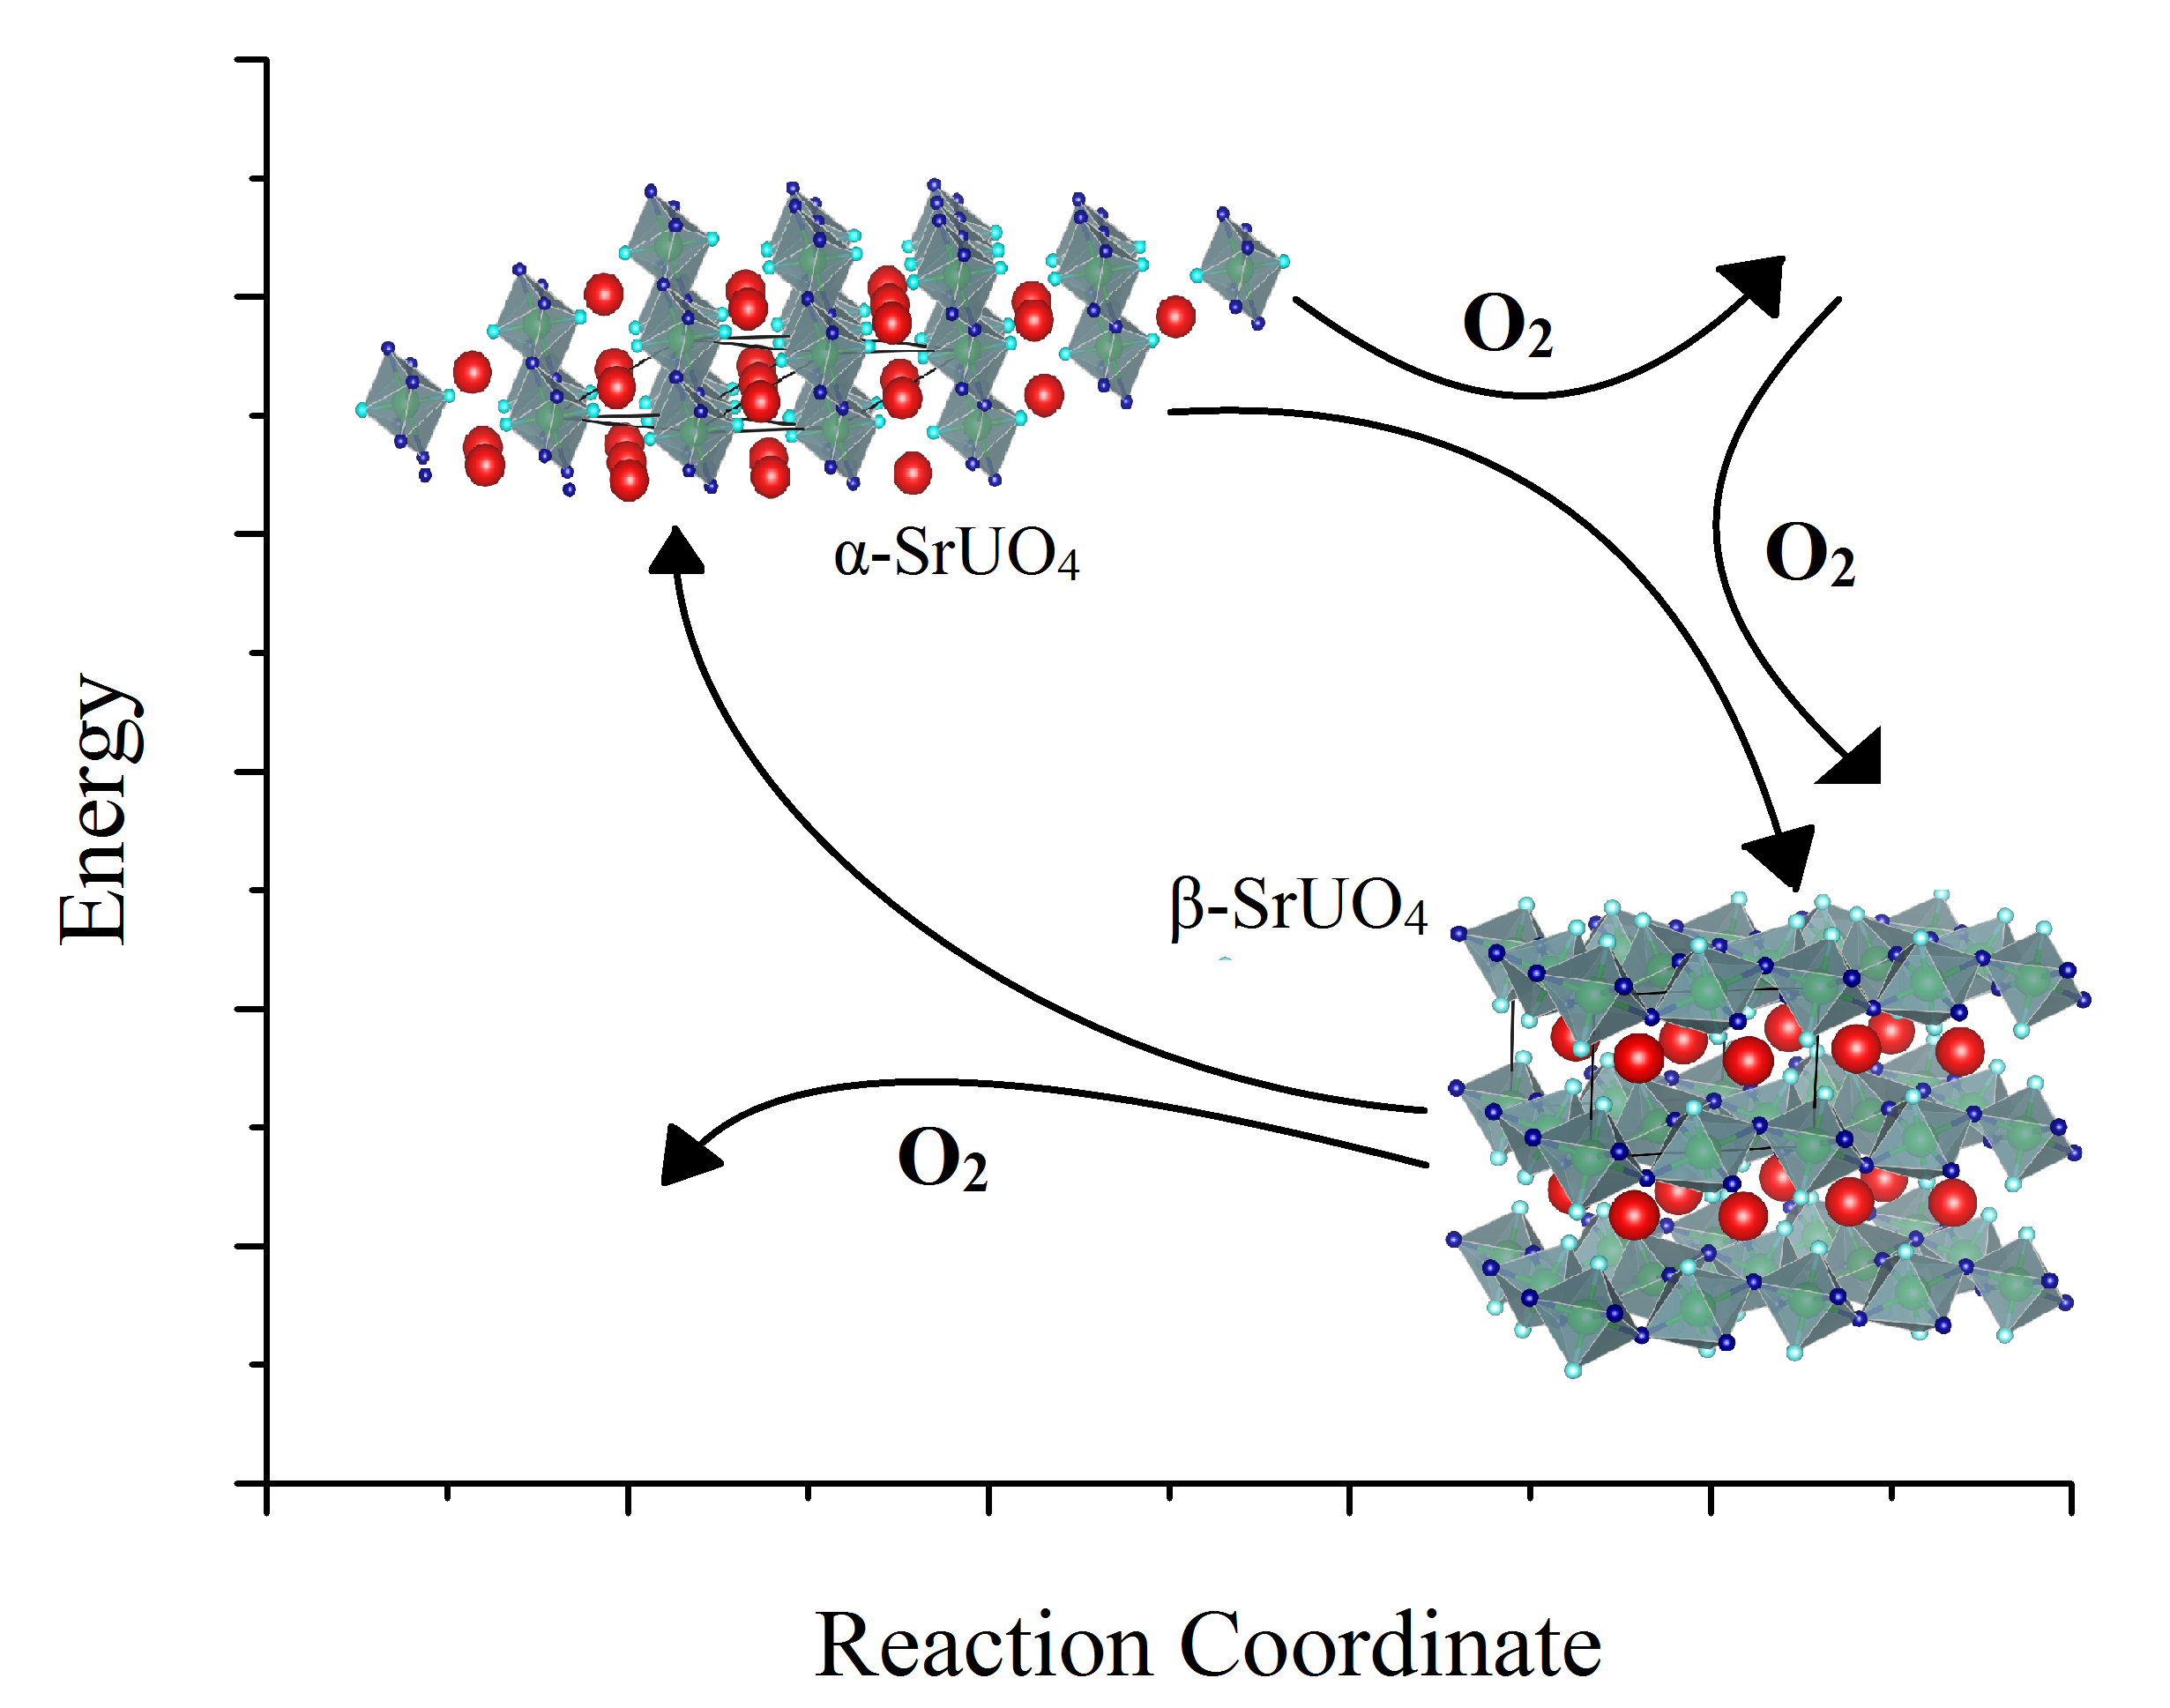 O₂
α-SrUO₄
O₂
β-SrUO₄
O₂
Energy
Reaction Coordinate